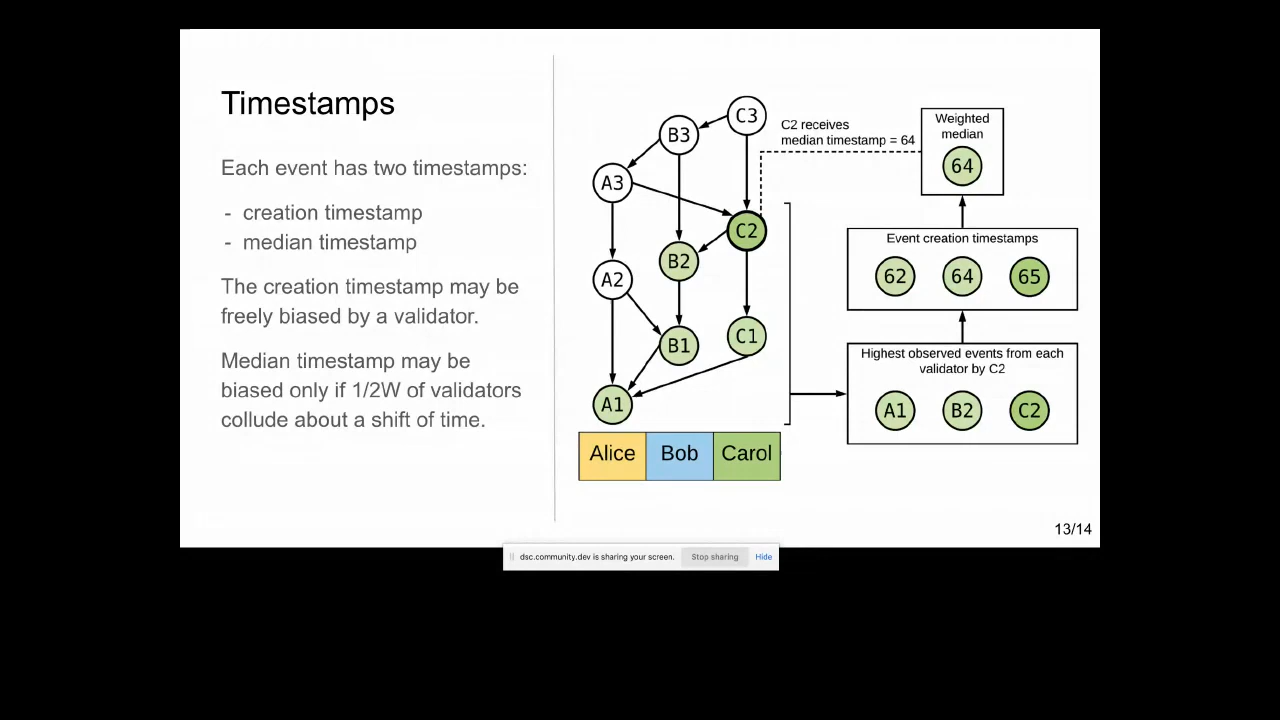 Timestamps
Each event has two timestamps:
- creation timestamp
- median timestamp
The creation timestamp may be
freely biased by a validator.
Median timestamp may be
biased only if 1/2W of validators
collude about a shift of time.
C3
B3
A3
C2
B2
A2
C1
B1
A1
Alice Bob Carol
C2 receives
median timestamp = 64
Weighted
median
64
Event creation timestamps
62 64 65
Highest observed events from each
validator by C2
A1 B2 C2
13/14
dsc.community.dev is sharing your screen. Stop sharing Hide